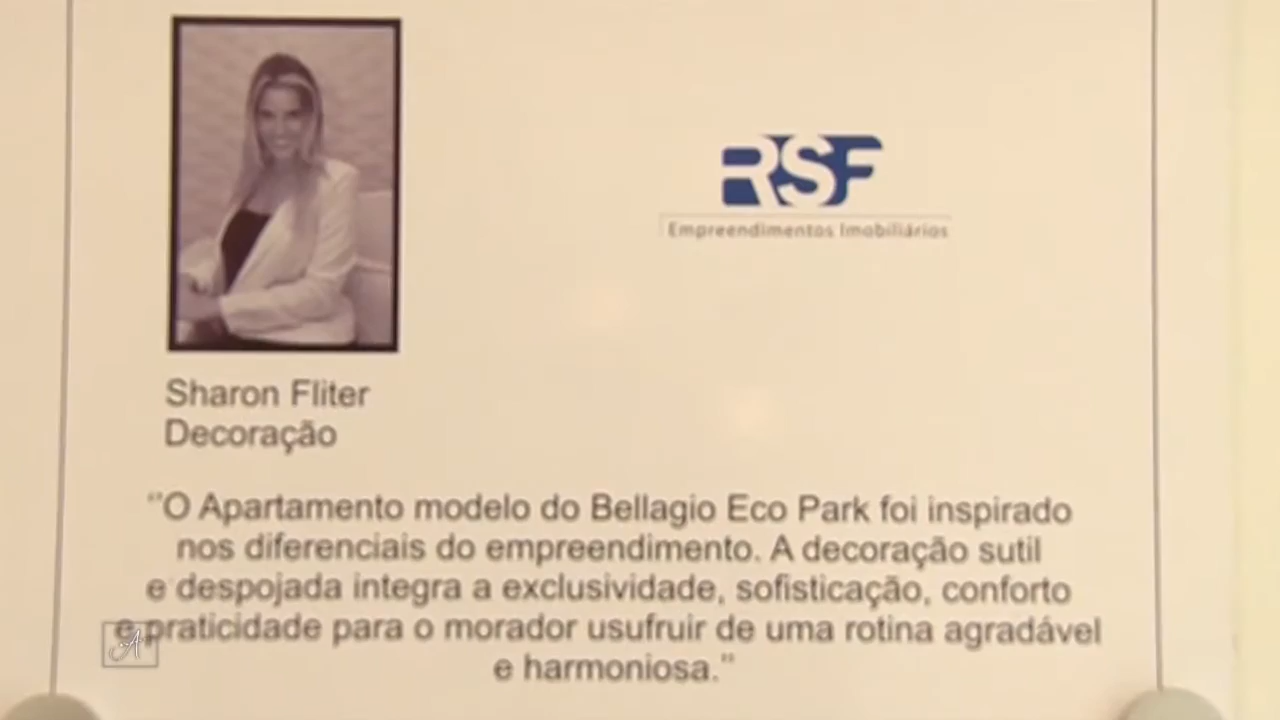 RSF
Empreendimentos Imobiliários
Sharon Fliter
Decoração
"O Apartamento modelo do Bellagio Eco Park foi inspirado
nos diferenciais do empreendimento. A decoração sutil
e despojada integra a exclusividade, sofisticação, conforto
e praticidade para o morador usufruir de uma rotina agradável
e harmoniosa."
A